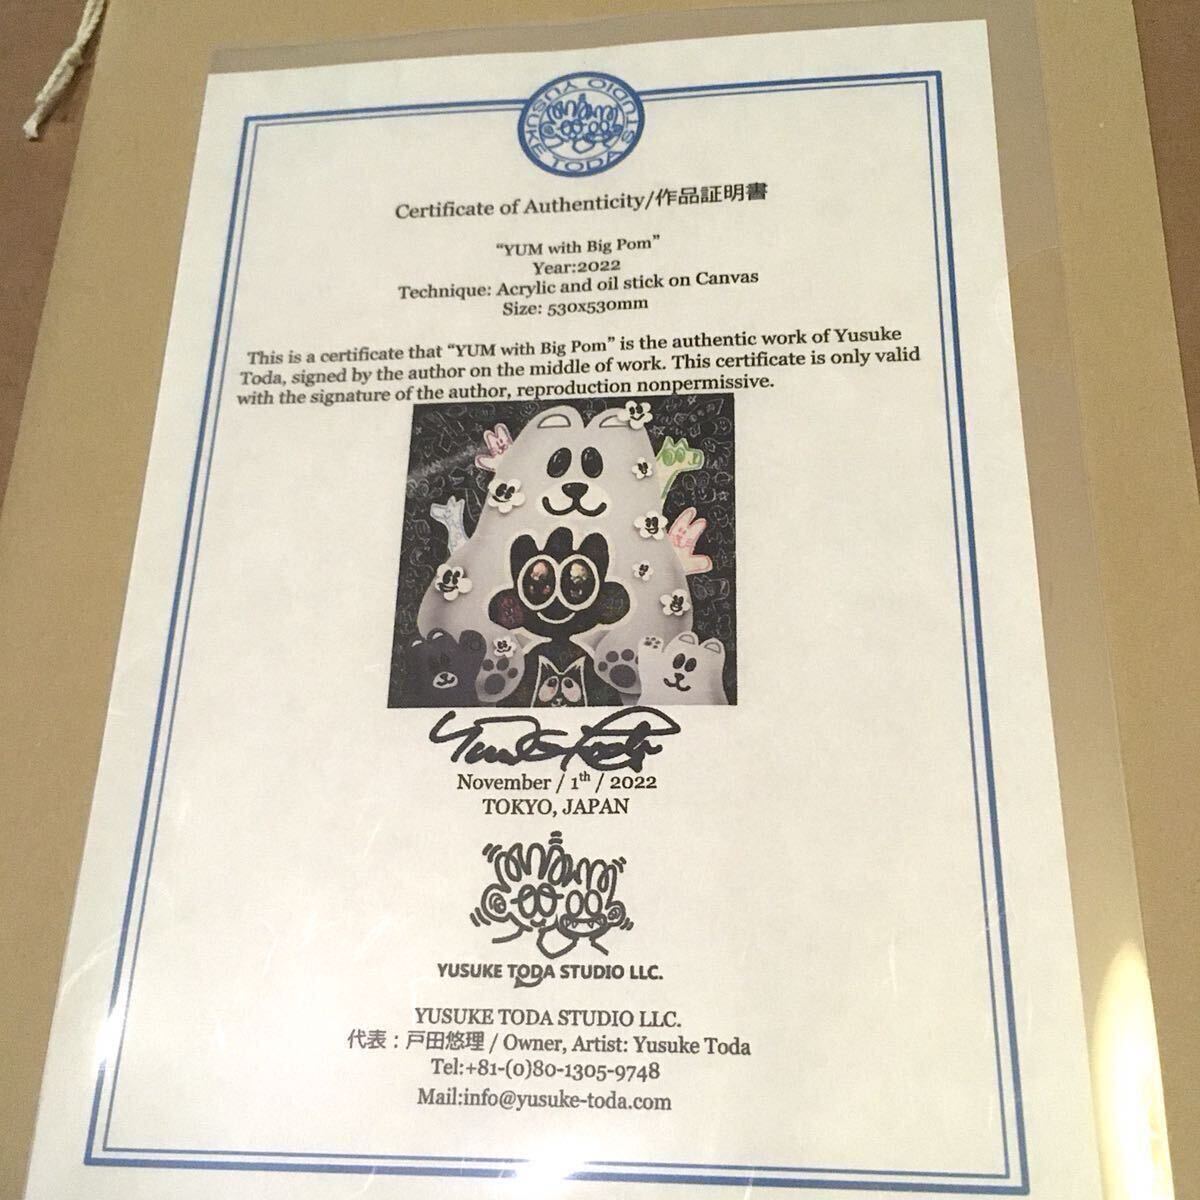 STUDIO YUSUKE TODA
Certificate of Authenticity/作品証明書
“YUM with Big Pom”
Year:2022
Technique: Acrylic and oil stick on Canvas
Size: 530x530mm
This is a certificate that “YUM with Big Pom” is the authentic work of Yusuke
Toda, signed by the author on the middle of work. This certificate is only valid
with the signature of the author, reproduction nonpermissive.
Yusuke Toda
November / 1th / 2022
TOKYO, JAPAN
YUSUKE TODA STUDIO LLC.
YUSUKE TODA STUDIO LLC.
代表：戸田悠理 / Owner, Artist: Yusuke Toda
Tel:+81-(0)80-1305-9748
Mail:info@yusuke-toda.com